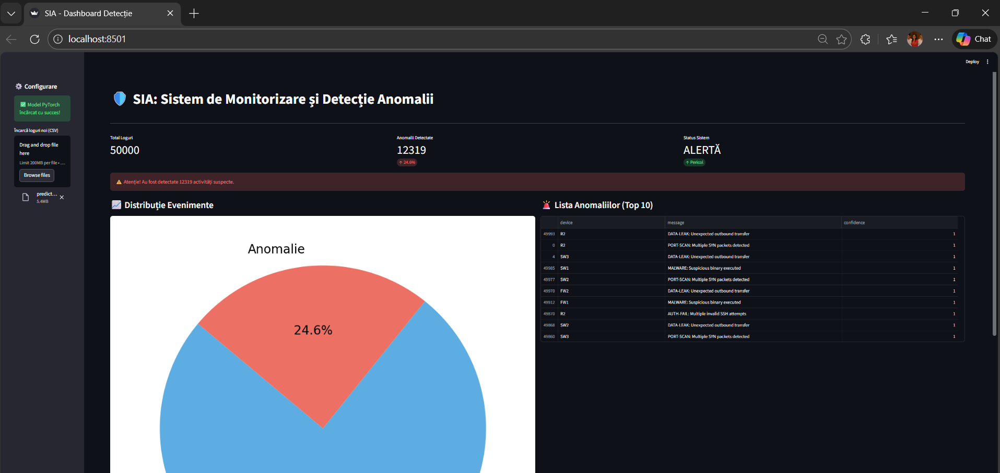 SIA - Dashboard Detecție
localhost:8501
Chat
Deploy
Configurare
Model PyTorch
încărcat cu succes!
Încarcă loguri noi (CSV)
Drag and drop file
here
Limit 200MB per file • ...
Browse files
predict...
5.4MB
SIA: Sistem de Monitorizare și Detecție Anomalii
Total Loguri
50000
Anomalii Detectate
12319
↑ 24.6%
Status Sistem
ALERTĂ
↑ Pericol
Atenție! Au fost detectate 12319 activități suspecte.
Distribuție Evenimente
Anomalie
24.6%
Lista Anomaliilor (Top 10)
device message confidence
49993 R2 DATA-LEAK: Unexpected outbound transfer 1
0 R2 PORT-SCAN: Multiple SYN packets detected 1
4 SW3 DATA-LEAK: Unexpected outbound transfer 1
49985 SW1 MALWARE: Suspicious binary executed 1
49977 SW2 PORT-SCAN: Multiple SYN packets detected 1
49970 FW2 DATA-LEAK: Unexpected outbound transfer 1
49912 FW1 MALWARE: Suspicious binary executed 1
49870 R2 AUTH-FAIL: Multiple invalid SSH attempts 1
49868 SW2 DATA-LEAK: Unexpected outbound transfer 1
49860 SW3 PORT-SCAN: Multiple SYN packets detected 1